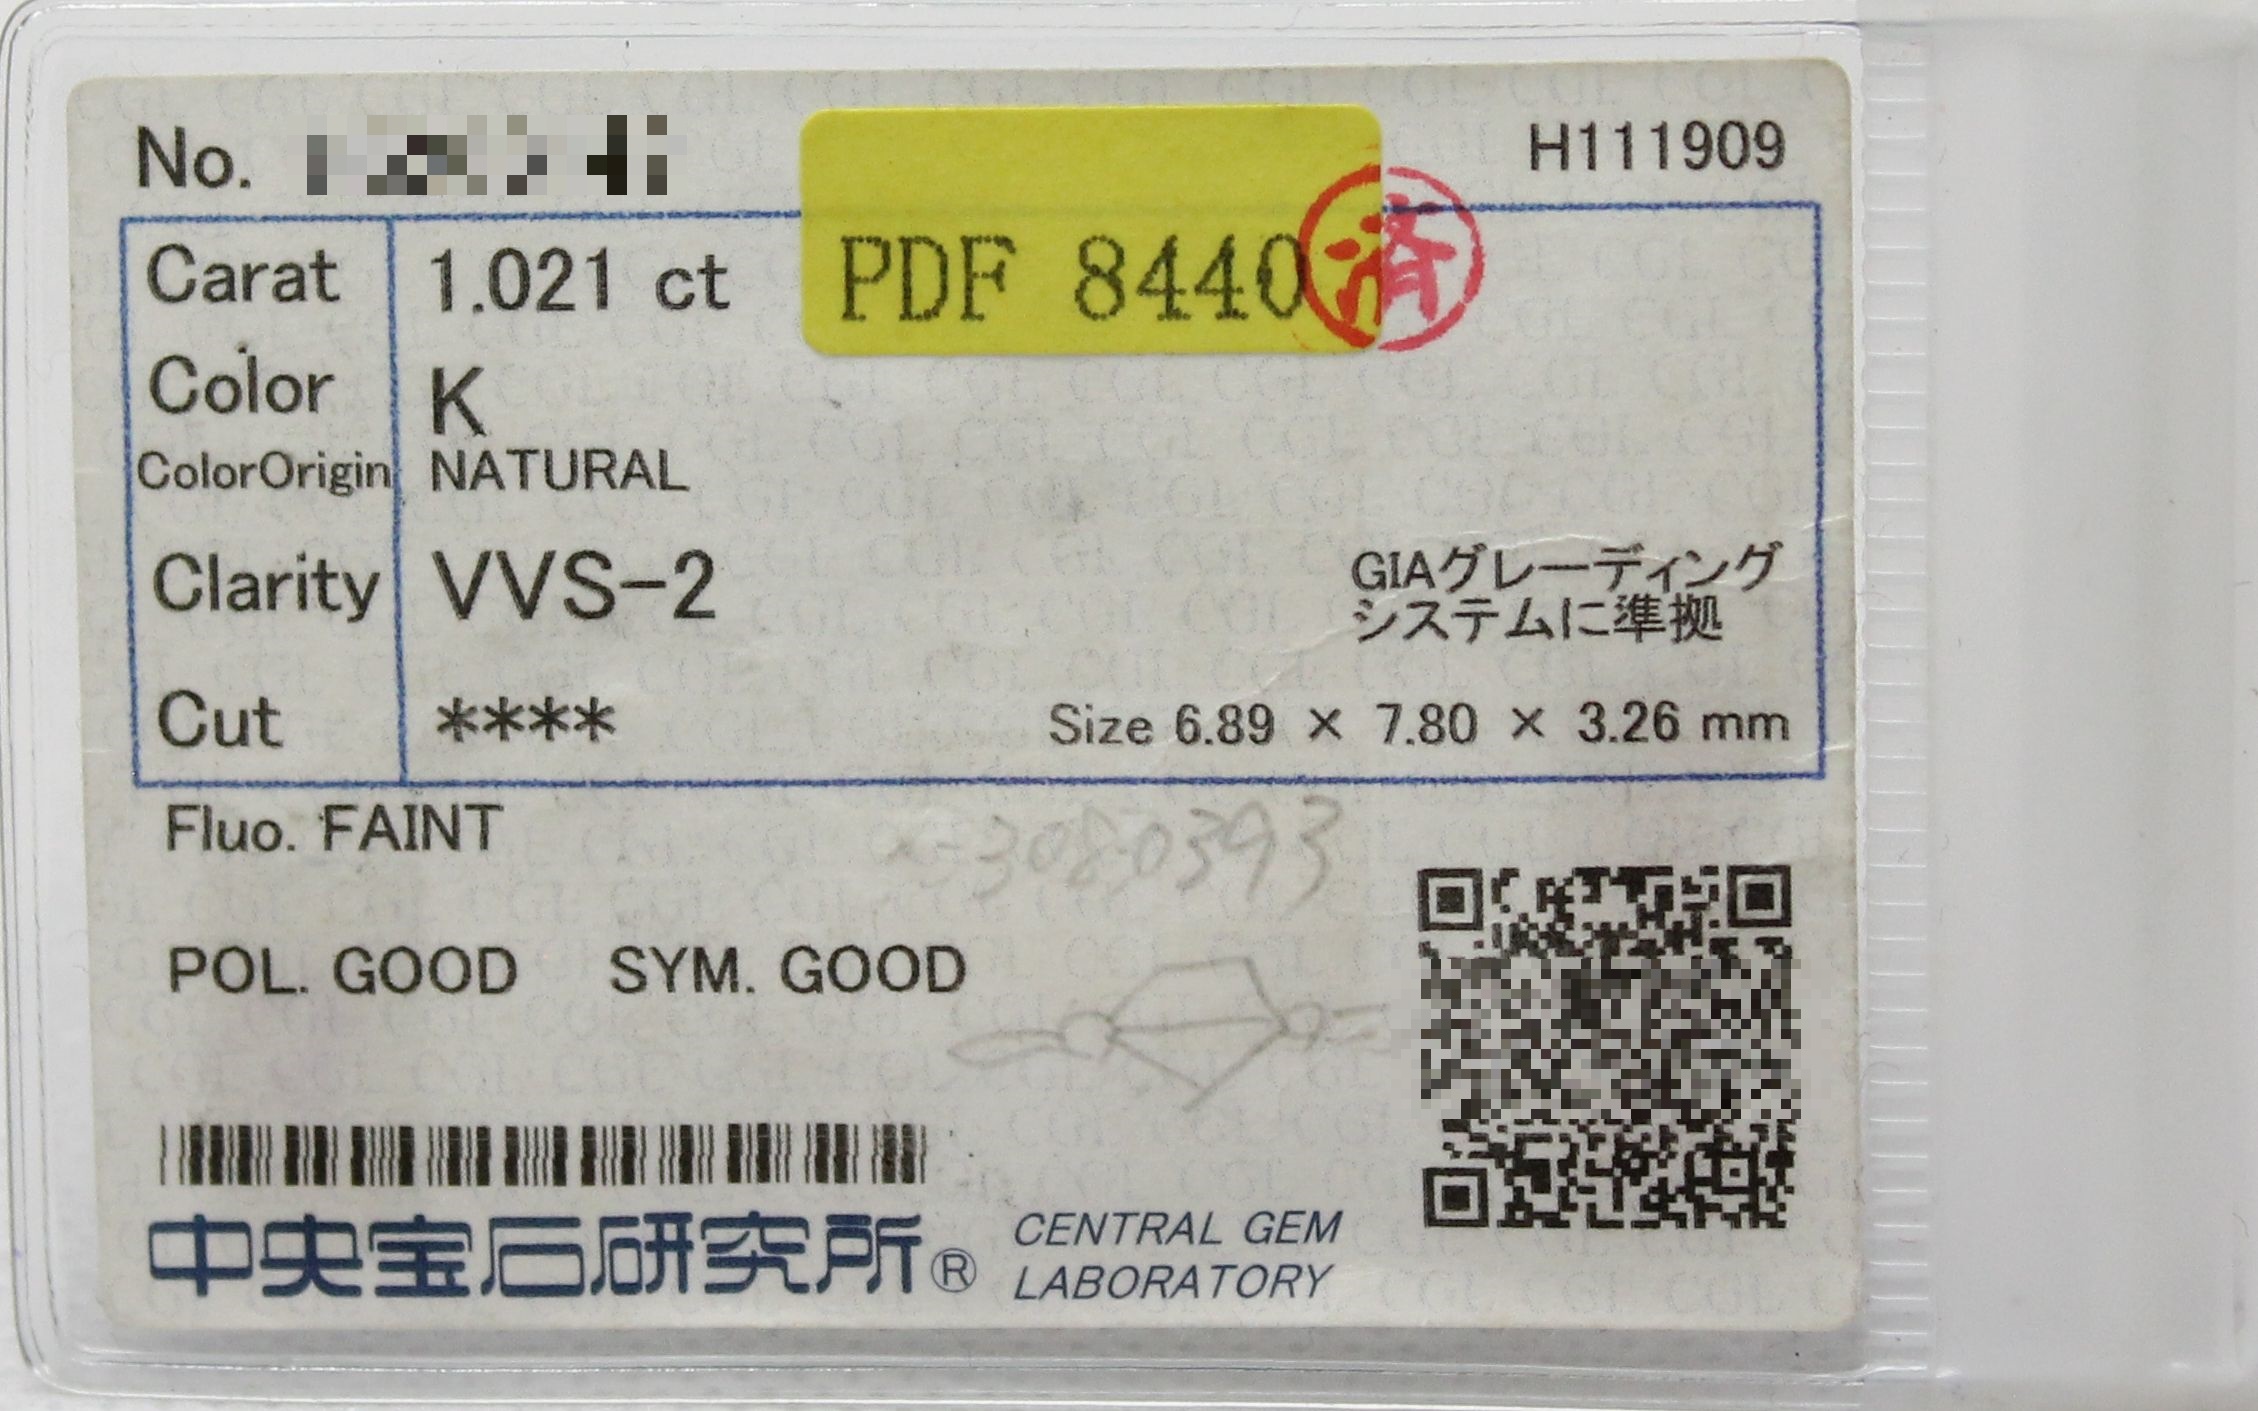 No.
H111909
PDF 8440
済
Carat 1.021 ct
Color K
ColorOrigin NATURAL
Clarity VVS-2
GIAグレーディング
システムに準拠
Cut ****
Size 6.89 × 7.80 × 3.26 mm
Fluo. FAINT
POL. GOOD SYM. GOOD
中央宝石研究所®
CENTRAL GEM
LABORATORY